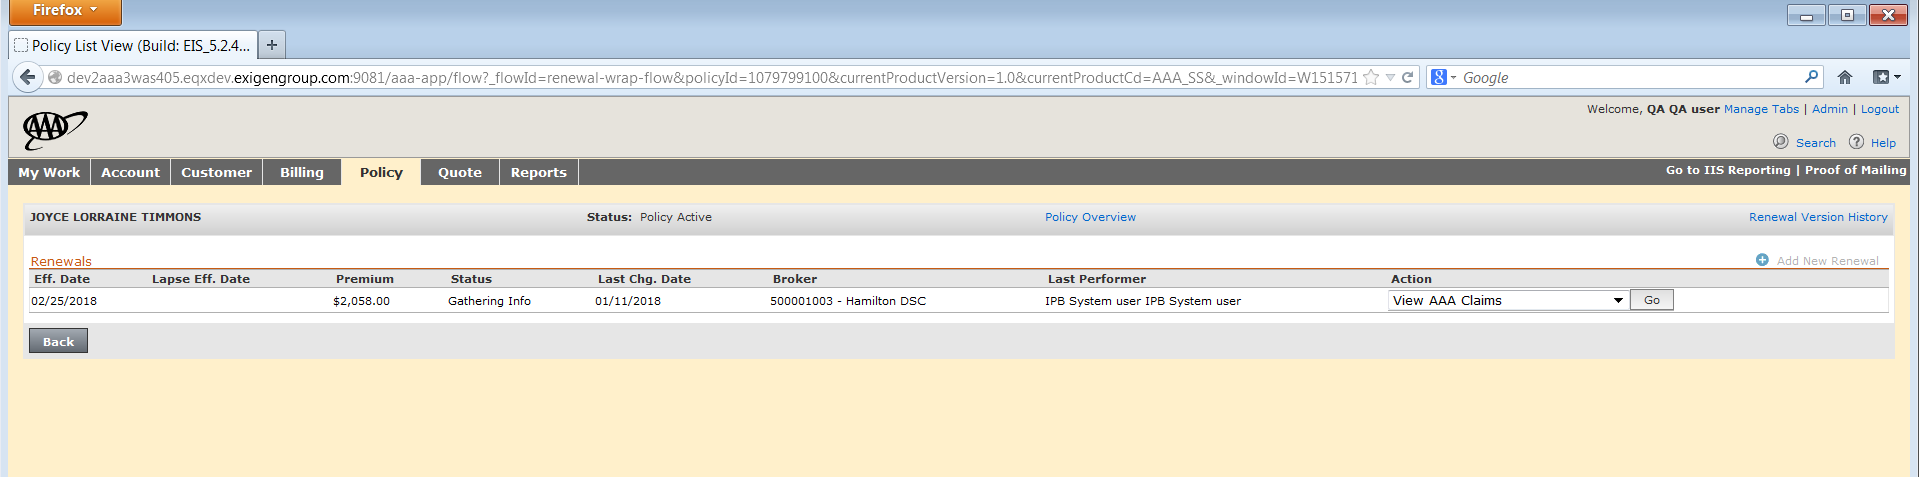 Firefox
Policy List View (Build: EIS_5.2.4...
dev2aaa3was405.eqxdev.exigengroup.com:9081/aaa-app/flow?_flowId=renewal-wrap-flow&policyId=1079799100&currentProductVersion=1.0&currentProductCd=AAA_SS&_windowId=W151571
Google
Welcome, QA QA user Manage Tabs | Admin | Logout
AAA
Search Help
My Work Account Customer Billing Policy Quote Reports Go to IIS Reporting | Proof of Mailing
JOYCE LORRAINE TIMMONS Status: Policy Active Policy Overview Renewal Version History
Renewals Add New Renewal
Eff. Date Lapse Eff. Date Premium Status Last Chg. Date Broker Last Performer Action
02/25/2018 $2,058.00 Gathering Info 01/11/2018 500001003 - Hamilton DSC IPB System user IPB System user View AAA Claims Go
Back